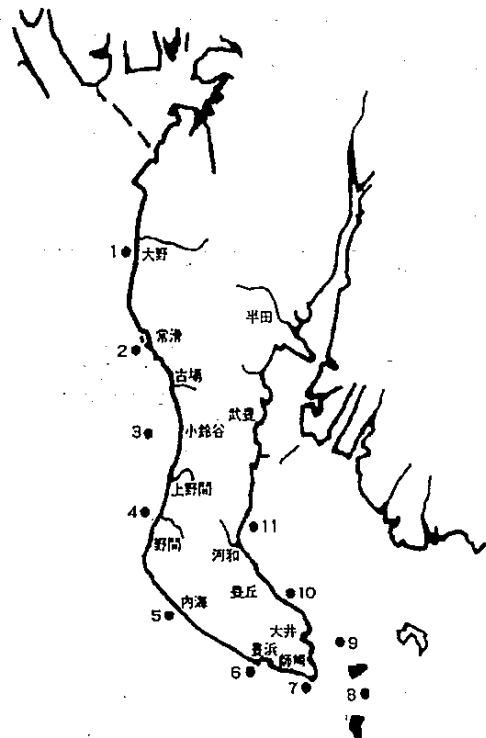 1
大野
半田
常滑
2
古場
武豊
3
小鈴谷
上野間
4
11
野間
河和
豊丘
10
内海
5
大井
9
豊浜
師崎
6
7
8